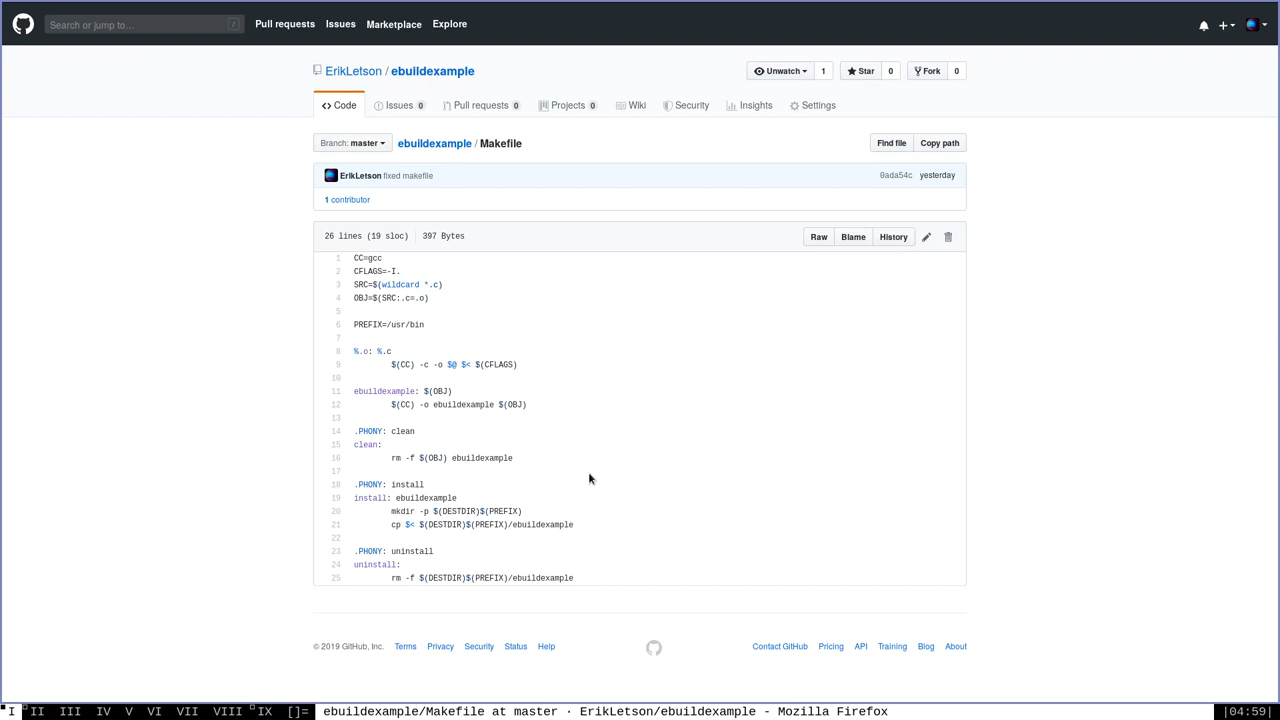 Search or jump to… /
Pull requests Issues Marketplace Explore
ErikLetson / ebuildexample
Unwatch 1 Star 0 Fork 0
Code Issues 0 Pull requests 0 Projects 0 Wiki Security Insights Settings
Branch: master ebuildexample / Makefile Find file Copy path
ErikLetson fixed makefile 0ada54c yesterday
1 contributor
26 lines (19 sloc) 397 Bytes Raw Blame History
1 CC=gcc
2 CFLAGS=-I.
3 SRC=$(wildcard *.c)
4 OBJ=$(SRC:.c=.o)
5
6 PREFIX=/usr/bin
7
8 %.o: %.c
9 $(CC) -c -o $@ $< $(CFLAGS)
10
11 ebuildexample: $(OBJ)
12 $(CC) -o ebuildexample $(OBJ)
13
14 .PHONY: clean
15 clean:
16 rm -f $(OBJ) ebuildexample
17
18 .PHONY: install
19 install: ebuildexample
20 mkdir -p $(DESTDIR)$(PREFIX)
21 cp $< $(DESTDIR)$(PREFIX)/ebuildexample
22
23 .PHONY: uninstall
24 uninstall:
25 rm -f $(DESTDIR)$(PREFIX)/ebuildexample
© 2019 GitHub, Inc. Terms Privacy Security Status Help Contact GitHub Pricing API Training Blog About
I II III IV V VI VII VIII IX []= ebuildexample/Makefile at master · ErikLetson/ebuildexample - Mozilla Firefox |04:59|